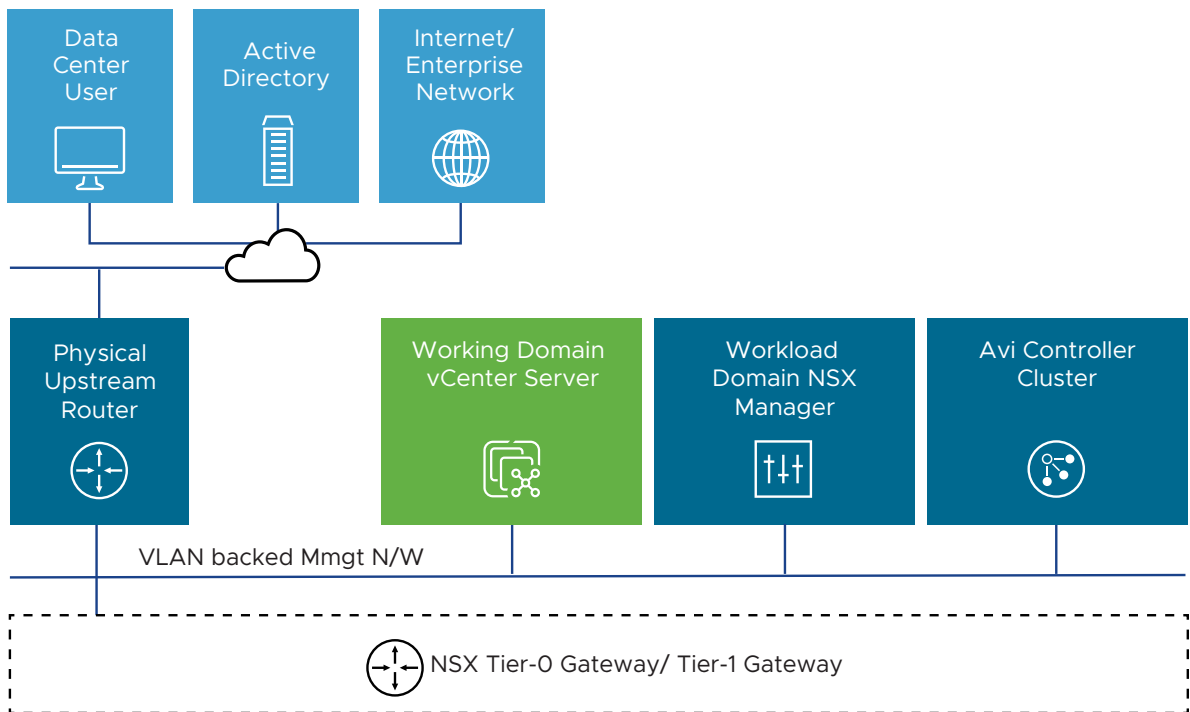 Data
Center
User
Active
Directory
Internet/
Enterprise
Network
Physical
Upstream
Router
Working Domain
vCenter Server
Workload
Domain NSX
Manager
Avi Controller
Cluster
VLAN backed Mmgt N/W
NSX Tier-0 Gateway/ Tier-1 Gateway